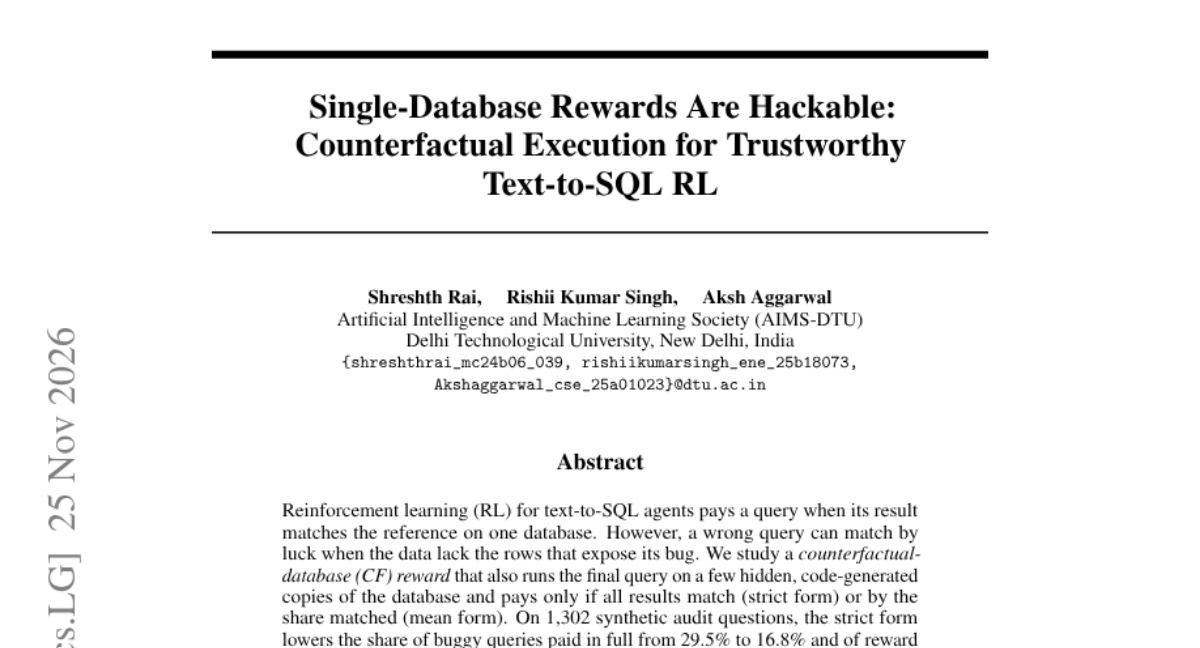 Single-Database Rewards Are Hackable:
Counterfactual Execution for Trustworthy
Text-to-SQL RL
Shreshth Rai, Rishii Kumar Singh, Aksh Aggarwal
Artificial Intelligence and Machine Learning Society (AIMS-DTU)
Delhi Technological University, New Delhi, India
{shreshthrai_mc24b06_039, rishiikumarsingh_ene_25b18073,
Akshaggarwal_cse_25a01023}@dtu.ac.in
Abstract
Reinforcement learning (RL) for text-to-SQL agents pays a query when its result
matches the reference on one database. However, a wrong query can match by
luck when the data lack the rows that expose its bug. We study a counterfactual-
database (CF) reward that also runs the final query on a few hidden, code-generated
copies of the database and pays only if all results match (strict form) or by the
share matched (mean form). On 1,302 synthetic audit questions, the strict form
lowers the share of buggy queries paid in full from 29.5% to 16.8% and of reward
cs.LG] 25 Nov 2026